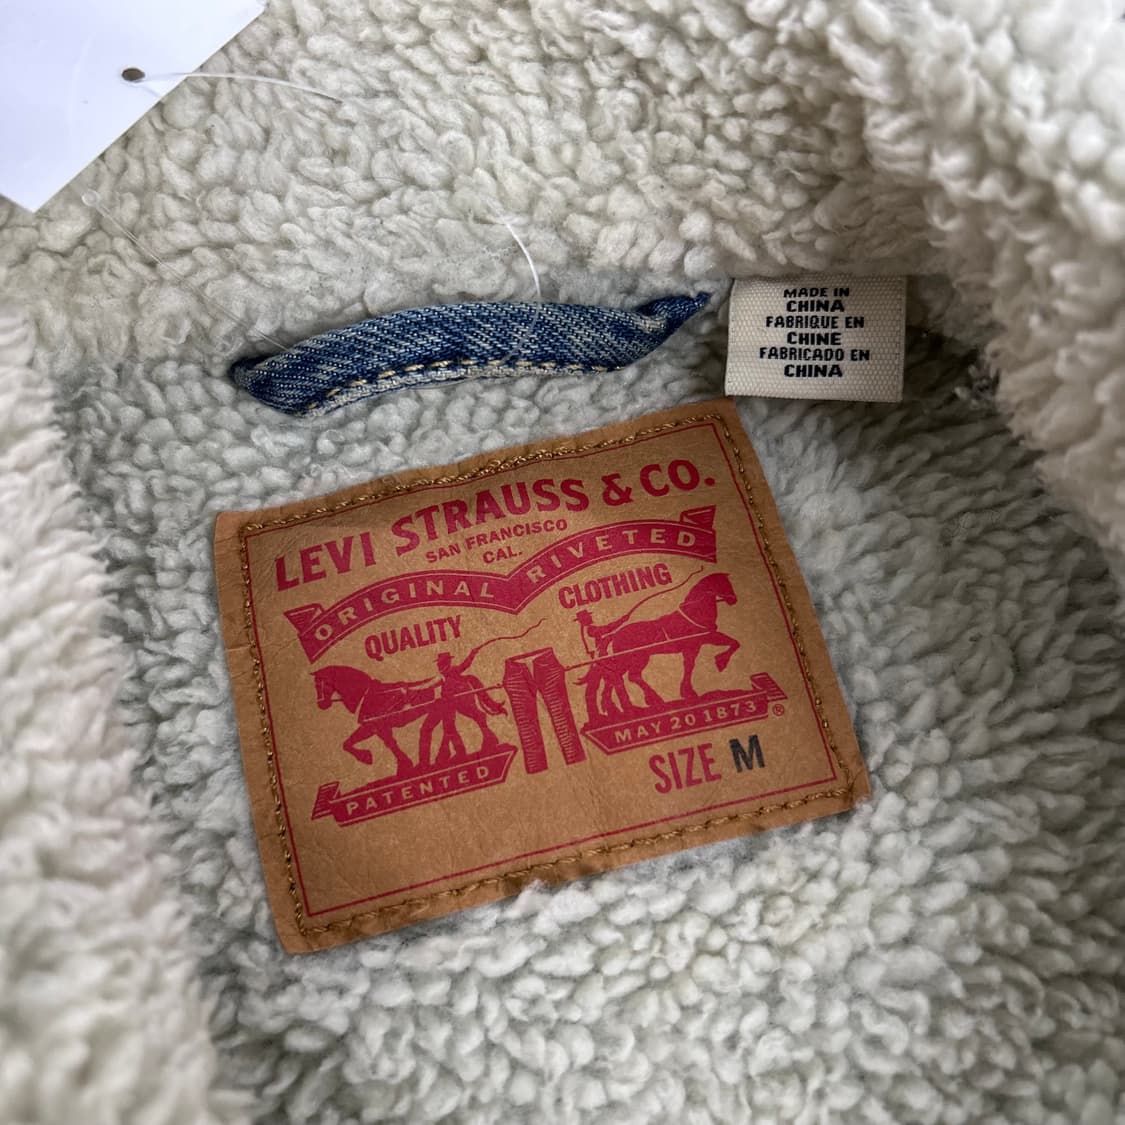 MADE IN
CHINA
FABRIQUE EN
CHINE
FABRICADO EN
CHINA
LEVI STRAUSS & CO.
SAN FRANCISCO
CAL.
ORIGINAL RIVETED
QUALITY CLOTHING
PATENTED MAY 20 1873 ®
SIZE M